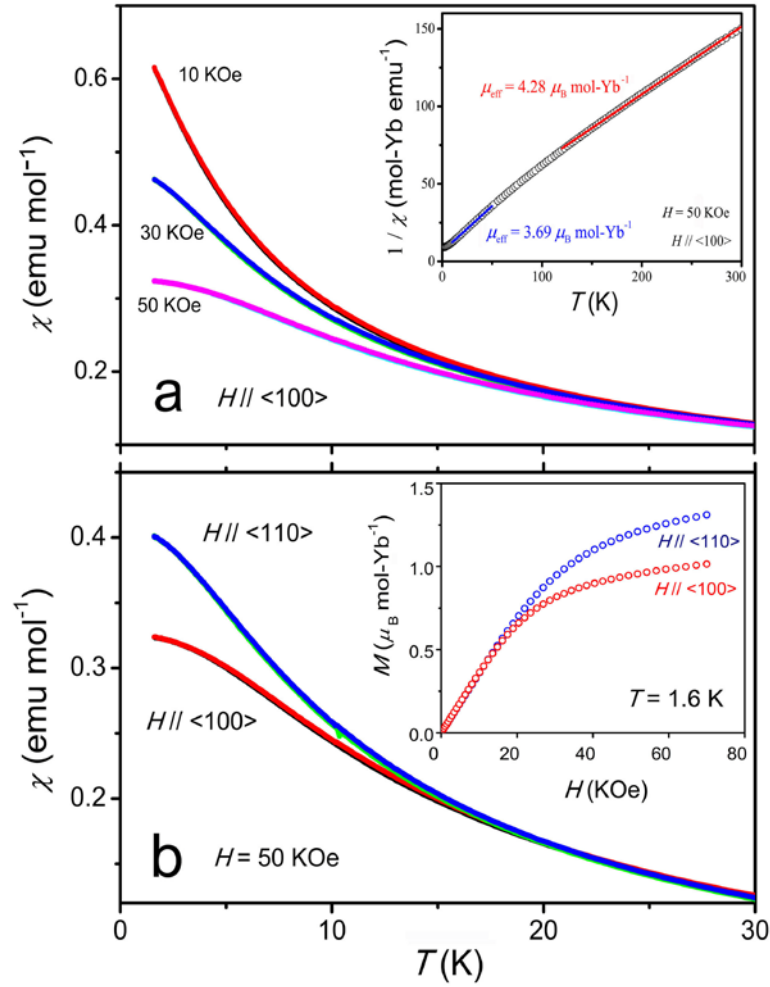 a
χ (emu mol⁻¹)
0.6
0.4
0.2
10 KOe
30 KOe
50 KOe
H // <100>
1 / χ (mol-Yb emu⁻¹)
150
100
50
0
0 100 200 300
T (K)
μeff = 4.28 μB mol-Yb⁻¹
μeff = 3.69 μB mol-Yb⁻¹
H = 50 KOe
H // <100>
b
χ (emu mol⁻¹)
0.4
0.3
0.2
H // <110>
H // <100>
H = 50 KOe
M (μB mol-Yb⁻¹)
1.5
1.0
0.5
0.0
0 20 40 60 80
H (KOe)
H // <110>
H // <100>
T = 1.6 K
0 10 20 30
T (K)